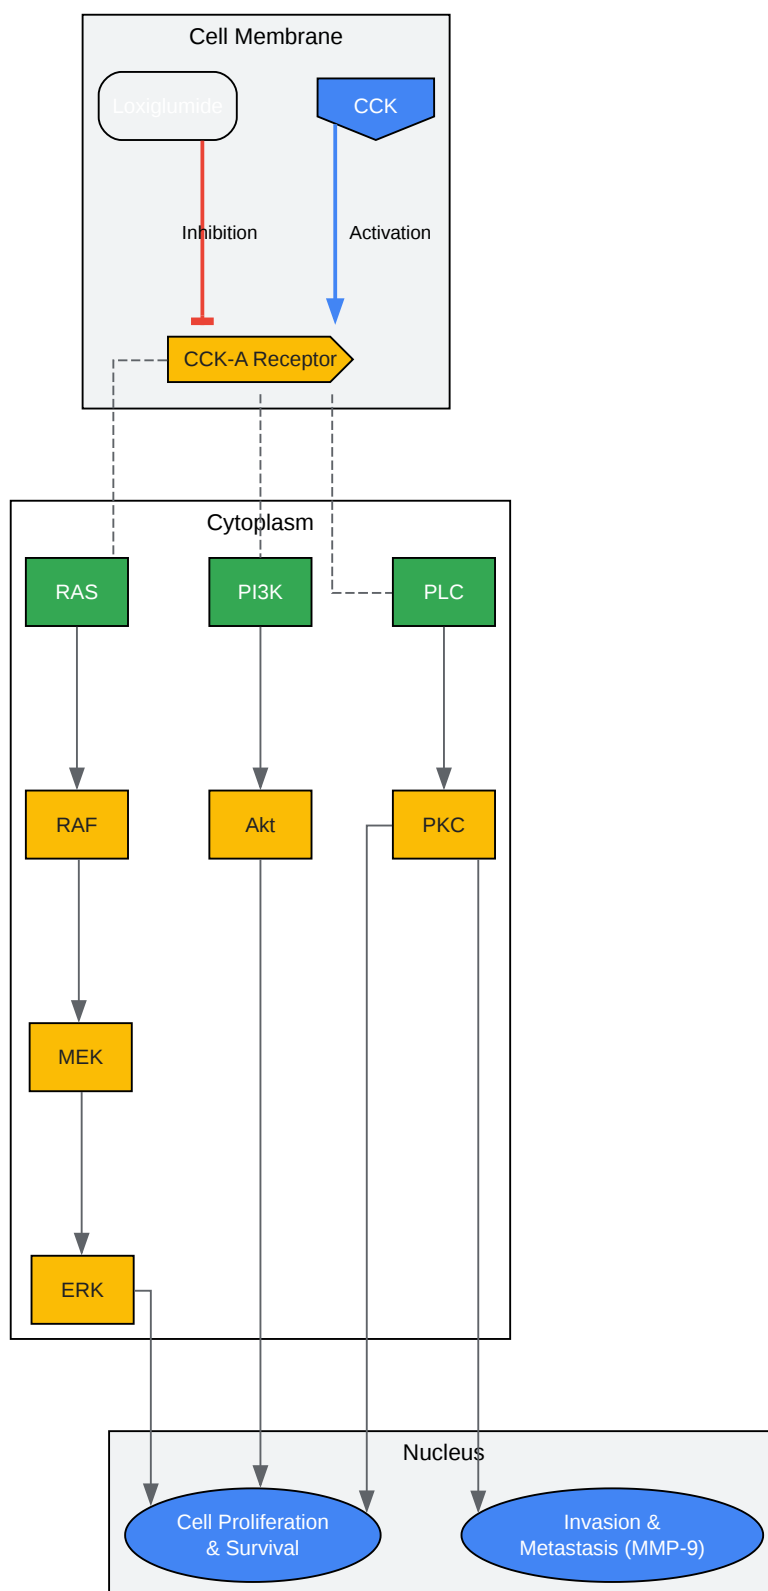 Cell Membrane
Loxiglumide
CCK
Inhibition
Activation
CCK-A Receptor
Cytoplasm
RAS
PI3K
PLC
RAF
Akt
PKC
MEK
ERK
Nucleus
Cell Proliferation
& Survival
Invasion &
Metastasis (MMP-9)